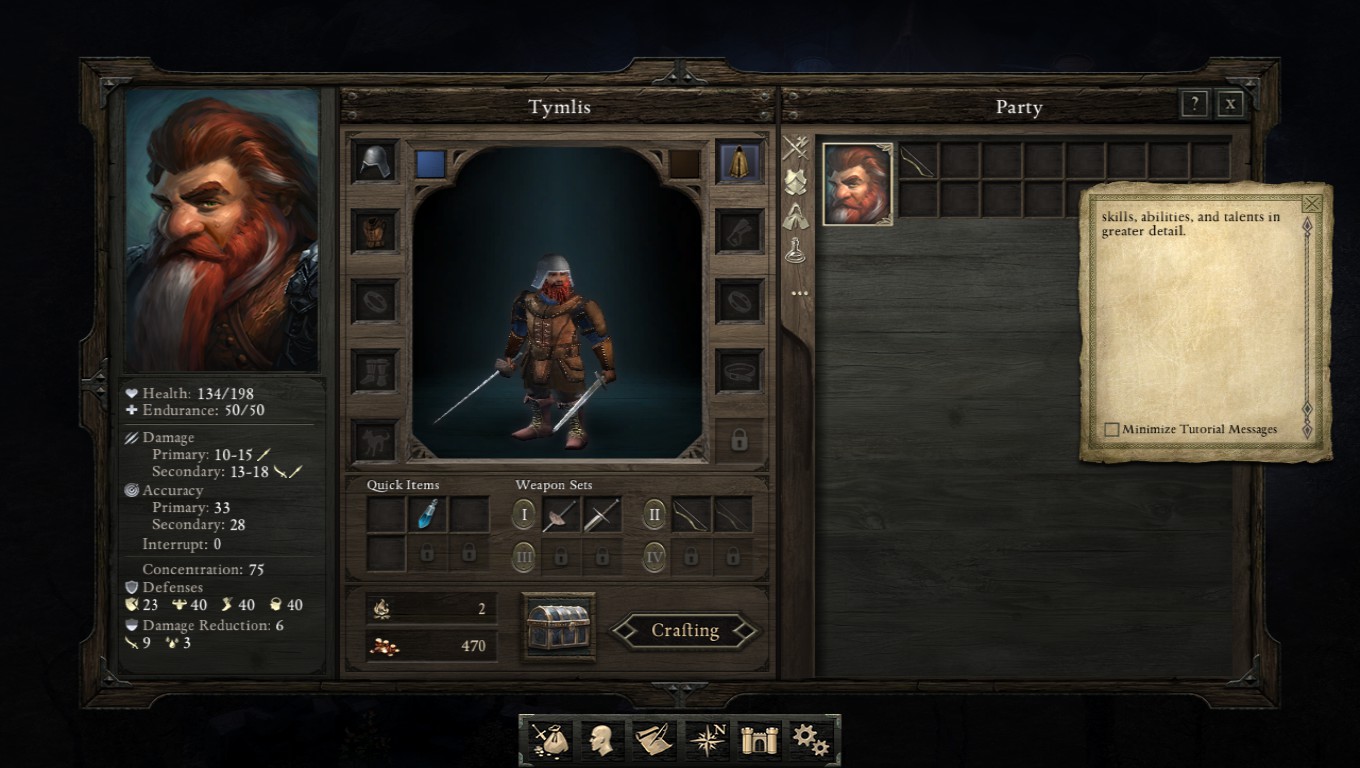 Tymlis
Party
?
X
skills, abilities, and talents in
greater detail.
Minimize Tutorial Messages
Health: 134/198
Endurance: 50/50
Damage
Primary: 10-15
Secondary: 13-18
Accuracy
Primary: 33
Secondary: 28
Interrupt: 0
Concentration: 75
Defenses
23 40 40 40
Damage Reduction: 6
9 3
Quick Items
Weapon Sets
I
II
III
IV
2
470
Crafting
N